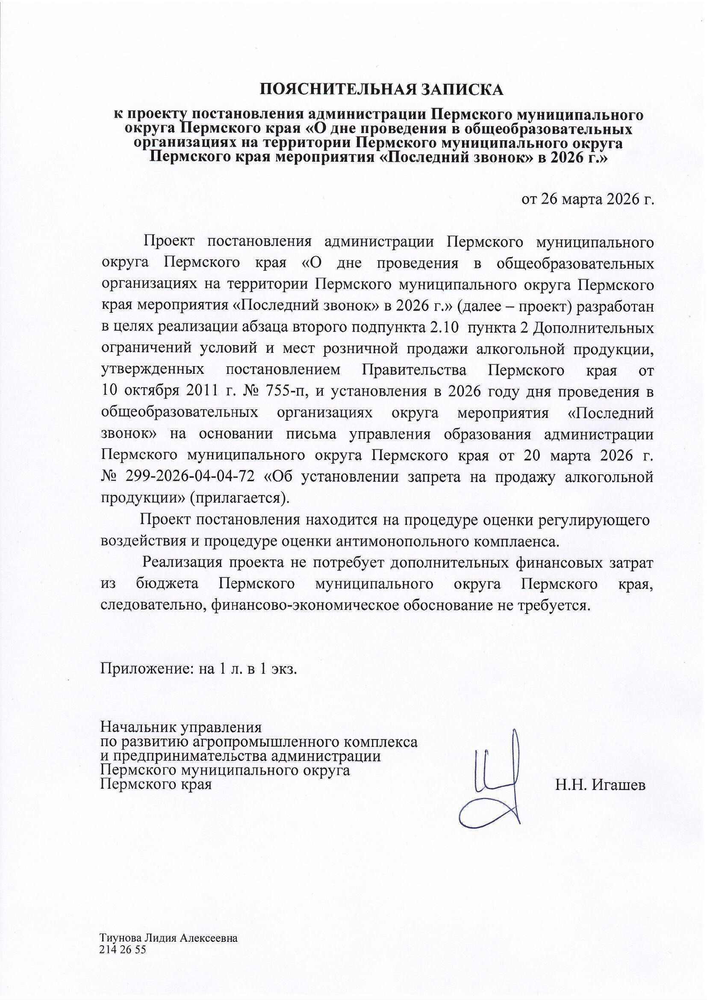 ПОЯСНИТЕЛЬНАЯ ЗАПИСКА
к проекту постановления администрации Пермского муниципального
округа Пермского края «О дне проведения в общеобразовательных
организациях на территории Пермского муниципального округа
Пермского края мероприятия «Последний звонок» в 2026 г.»
от 26 марта 2026 г.
Проект постановления администрации Пермского муниципального
округа Пермского края «О дне проведения в общеобразовательных
организациях на территории Пермского муниципального округа Пермского
края мероприятия «Последний звонок» в 2026 г.» (далее – проект) разработан
в целях реализации абзаца второго подпункта 2.10 пункта 2 Дополнительных
ограничений условий и мест розничной продажи алкогольной продукции,
утвержденных постановлением Правительства Пермского края от
10 октября 2011 г. № 755-п, и установления в 2026 году дня проведения в
общеобразовательных организациях округа мероприятия «Последний
звонок» на основании письма управления образования администрации
Пермского муниципального округа Пермского края от 20 марта 2026 г.
№ 299-2026-04-04-72 «Об установлении запрета на продажу алкогольной
продукции» (прилагается).
Проект постановления находится на процедуре оценки регулирующего
воздействия и процедуре оценки антимонопольного комплаенса.
Реализация проекта не потребует дополнительных финансовых затрат
из бюджета Пермского муниципального округа Пермского края,
следовательно, финансово-экономическое обоснование не требуется.
Приложение: на 1 л. в 1 экз.
Начальник управления
по развитию агропромышленного комплекса
и предпринимательства администрации
Пермского муниципального округа
Пермского края Н.Н. Игашев
Тиунова Лидия Алексеевна
214 26 55